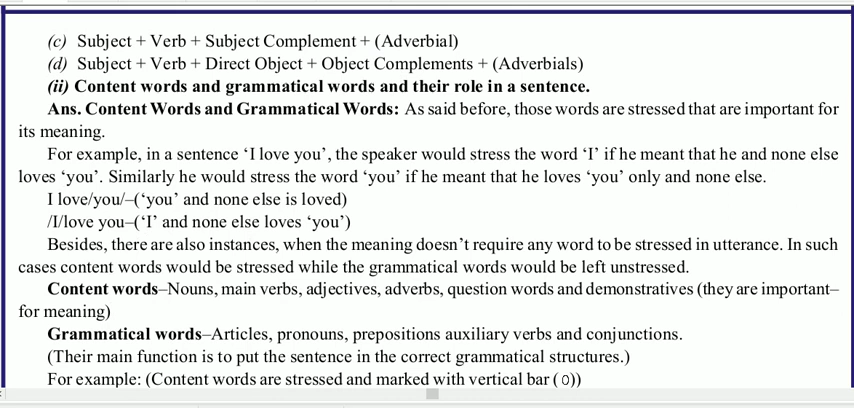 (c) Subject + Verb + Subject Complement + (Adverbial)
(d) Subject + Verb + Direct Object + Object Complements + (Adverbials)
(ii) Content words and grammatical words and their role in a sentence.
Ans. Content Words and Grammatical Words: As said before, those words are stressed that are important for
its meaning.
For example, in a sentence ‘I love you’, the speaker would stress the word ‘I’ if he meant that he and none else
loves ‘you’. Similarly he would stress the word ‘you’ if he meant that he loves ‘you’ only and none else.
I love/you/–(‘you’ and none else is loved)
/I/love you–(‘I’ and none else loves ‘you’)
Besides, there are also instances, when the meaning doesn’t require any word to be stressed in utterance. In such
cases content words would be stressed while the grammatical words would be left unstressed.
Content words–Nouns, main verbs, adjectives, adverbs, question words and demonstratives (they are important–
for meaning)
Grammatical words–Articles, pronouns, prepositions auxiliary verbs and conjunctions.
(Their main function is to put the sentence in the correct grammatical structures.)
For example: (Content words are stressed and marked with vertical bar ( 0))